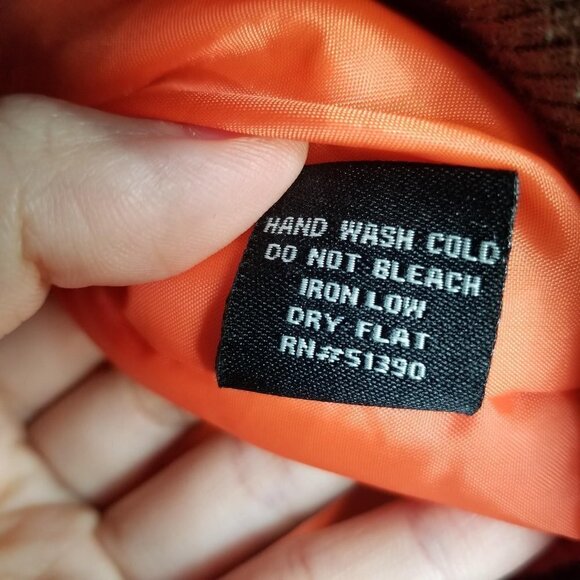 HAND WASH COLD
DO NOT BLEACH
IRON LOW
DRY FLAT
RN#51390